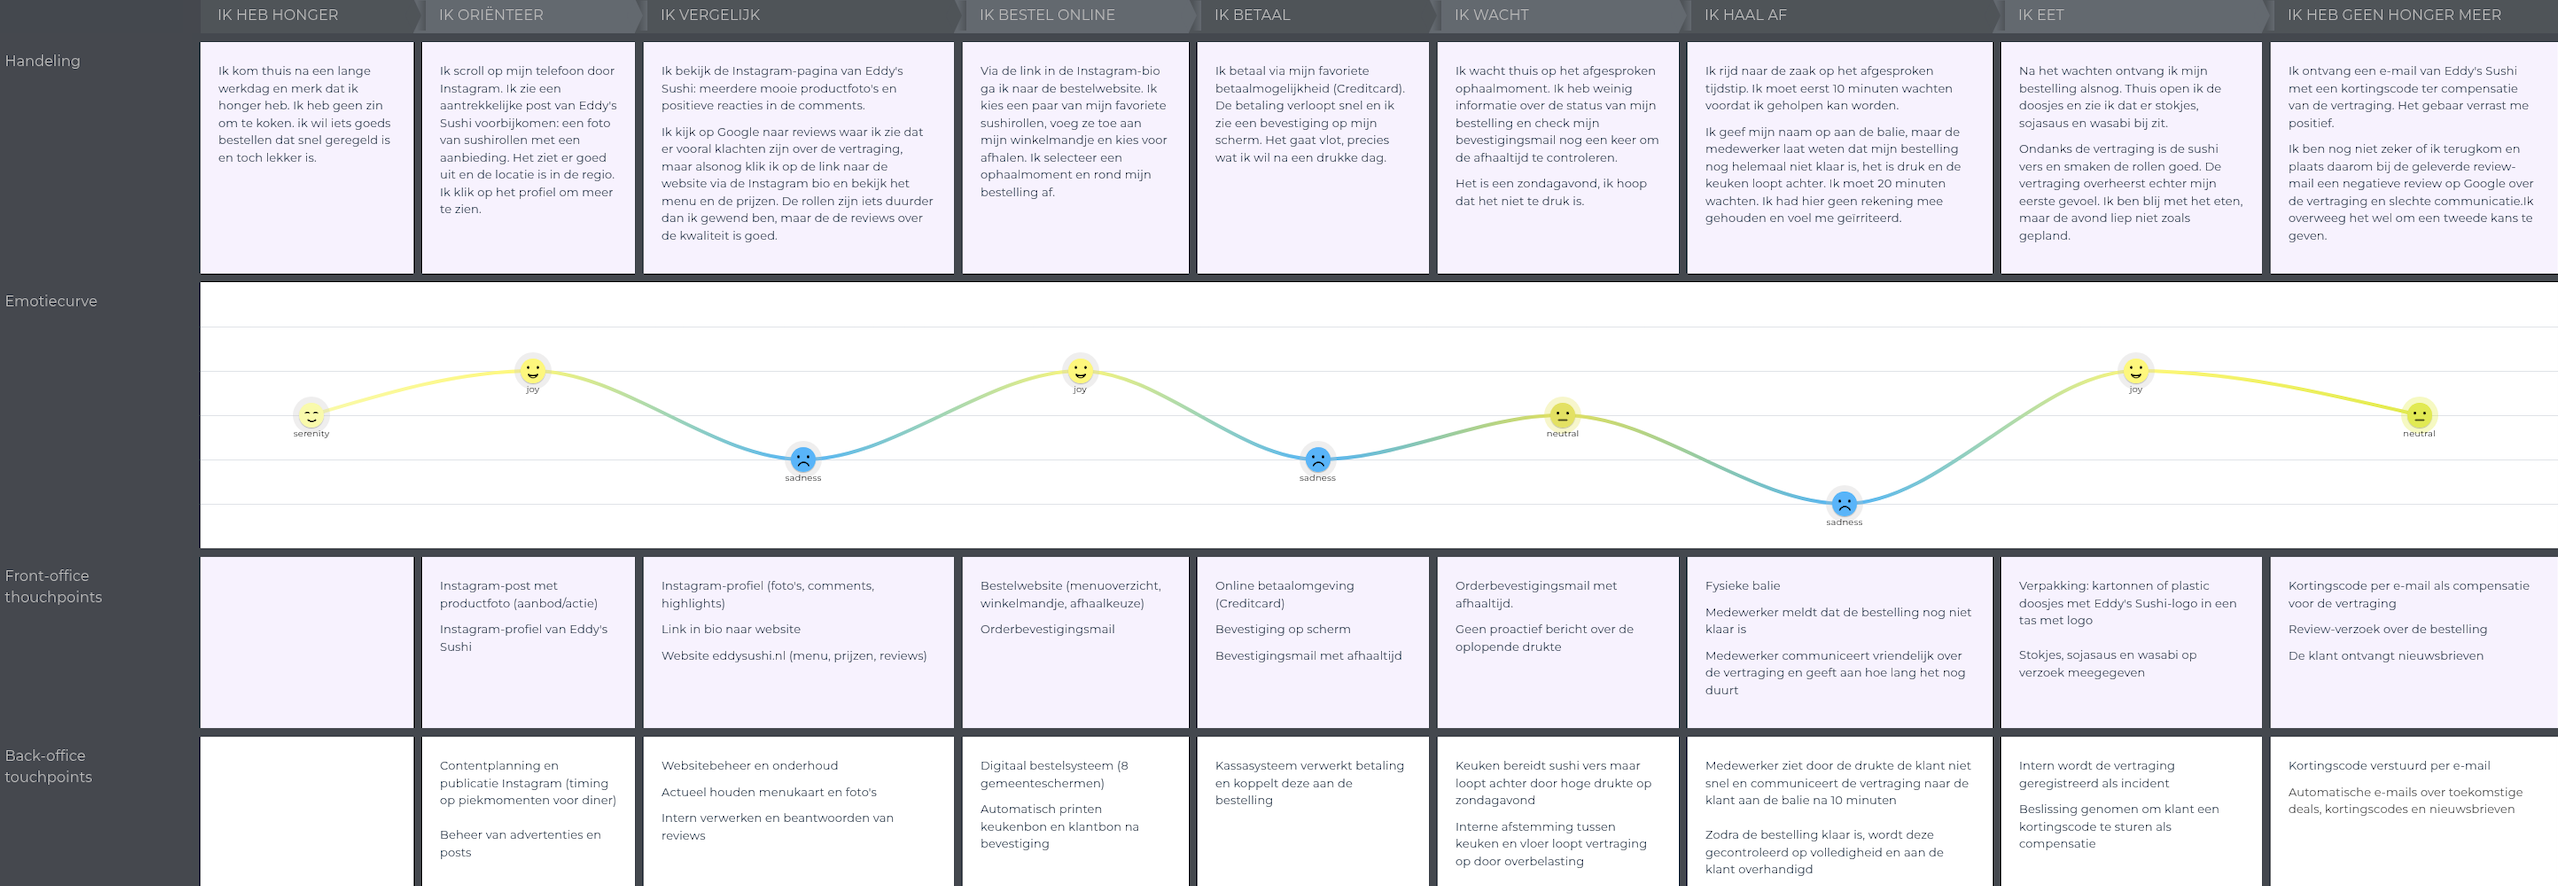 IK HEB HONGER
IK ORIËNTEER
IK VERGELIJK
IK BESTEL ONLINE
IK BETAAL
IK WACHT
IK HAAL AF
IK EET
IK HEB GEEN HONGER MEER
Handeling
Ik kom thuis na een lange
werkdag en merk dat ik
honger heb. Ik heb geen zin
om te koken. ik wil iets goeds
bestellen dat snel geregeld is
en toch lekker is.
Ik scroll op mijn telefoon door
Instagram. Ik zie een
aantrekkelijke post van Eddy's
Sushi voorbijkomen: een foto
van sushirollen met een
aanbieding. Het ziet er goed
uit en de locatie is in de regio.
Ik klik op het profiel om meer
te zien.
Ik bekijk de Instagram-pagina van Eddy's
Sushi: meerdere mooie productfoto's en
positieve reacties in de comments.
Ik kijk op Google naar reviews waar ik zie dat
er vooral klachten zijn over de vertraging,
maar alsonog klik ik op de link naar de
website via de Instagram bio en bekijk het
menu en de prijzen. De rollen zijn iets duurder
dan ik gewend ben, maar de de reviews over
de kwaliteit is goed.
Via de link in de Instagram-bio
ga ik naar de bestelwebsite. Ik
kies een paar van mijn favoriete
sushirollen, voeg ze toe aan
mijn winkelmandje en kies voor
afhalen. Ik selecteer een
ophaalmoment en rond mijn
bestelling af.
Ik betaal via mijn favoriete
betaalmogelijkheid (Creditcard).
De betaling verloopt snel en ik
zie een bevestiging op mijn
scherm. Het gaat vlot, precies
wat ik wil na een drukke dag.
Ik wacht thuis op het afgesproken
ophaalmoment. Ik heb weinig
informatie over de status van mijn
bestelling en check mijn
bevestigingsmail nog een keer om
de afhaaltijd te controleren.
Het is een zondagavond, ik hoop
dat het niet te druk is.
Ik rijd naar de zaak op het afgesproken
tijdstip. Ik moet eerst 10 minuten wachten
voordat ik geholpen kan worden.
Ik geef mijn naam op aan de balie, maar de
medewerker laat weten dat mijn bestelling
nog helemaal niet klaar is, het is druk en de
keuken loopt achter. Ik moet 20 minuten
wachten. Ik had hier geen rekening mee
gehouden en voel me geïrriteerd.
Na het wachten ontvang ik mijn
bestelling alsnog. Thuis open ik de
doosjes en zie ik dat er stokjes,
sojasaus en wasabi bij zit.
Ondanks de vertraging is de sushi
vers en smaken de rollen goed. De
vertraging overheerst echter mijn
eerste gevoel. Ik ben blij met het eten,
maar de avond liep niet zoals
gepland.
Ik ontvang een e-mail van Eddy's Sushi
met een kortingscode ter compensatie
van de vertraging. Het gebaar verrast me
positief.
Ik ben nog niet zeker of ik terugkom en
plaats daarom bij de geleverde review-
mail een negatieve review op Google over
de vertraging en slechte communicatie.Ik
overweeg het wel om een tweede kans te
geven.
Emotiecurve
serenity
joy
sadness
joy
sadness
neutral
sadness
joy
neutral
Front-office
thouchpoints
Instagram-post met
productfoto (aanbod/actie)
Instagram-profiel van Eddy's
Sushi
Instagram-profiel (foto's, comments,
highlights)
Link in bio naar website
Website eddysushi.nl (menu, prijzen, reviews)
Bestelwebsite (menuoverzicht,
winkelmandje, afhaalkeuze)
Orderbevestigingsmail
Online betaalomgeving
(Creditcard)
Bevestiging op scherm
Bevestigingsmail met afhaaltijd
Orderbevestigingsmail met
afhaaltijd.
Geen proactief bericht over de
oplopende drukte
Fysieke balie
Medewerker meldt dat de bestelling nog niet
klaar is
Medewerker communiceert vriendelijk over
de vertraging en geeft aan hoe lang het nog
duurt
Verpakking: kartonnen of plastic
doosjes met Eddy's Sushi-logo in een
tas met logo
Stokjes, sojasaus en wasabi op
verzoek meegegeven
Kortingscode per e-mail als compensatie
voor de vertraging
Review-verzoek over de bestelling
De klant ontvangt nieuwsbrieven
Back-office
touchpoints
Contentplanning en
publicatie Instagram (timing
op piekmomenten voor diner)
Beheer van advertenties en
posts
Websitebeheer en onderhoud
Actueel houden menukaart en foto's
Intern verwerken en beantwoorden van
reviews
Digitaal bestelsysteem (8
gemeenteschermen)
Automatisch printen
keukenbon en klantbon na
bevestiging
Kassasysteem verwerkt betaling
en koppelt deze aan de
bestelling
Keuken bereidt sushi vers maar
loopt achter door hoge drukte op
zondagavond
Interne afstemming tussen
keuken en vloer loopt vertraging
op door overbelasting
Medewerker ziet door de drukte de klant niet
snel en communiceert de vertraging naar de
klant aan de balie na 10 minuten
Zodra de bestelling klaar is, wordt deze
gecontroleerd op volledigheid en aan de
klant overhandigd
Intern wordt de vertraging
geregistreerd als incident
Beslissing genomen om klant een
kortingscode te sturen als
compensatie
Kortingscode verstuurd per e-mail
Automatische e-mails over toekomstige
deals, kortingscodes en nieuwsbrieven